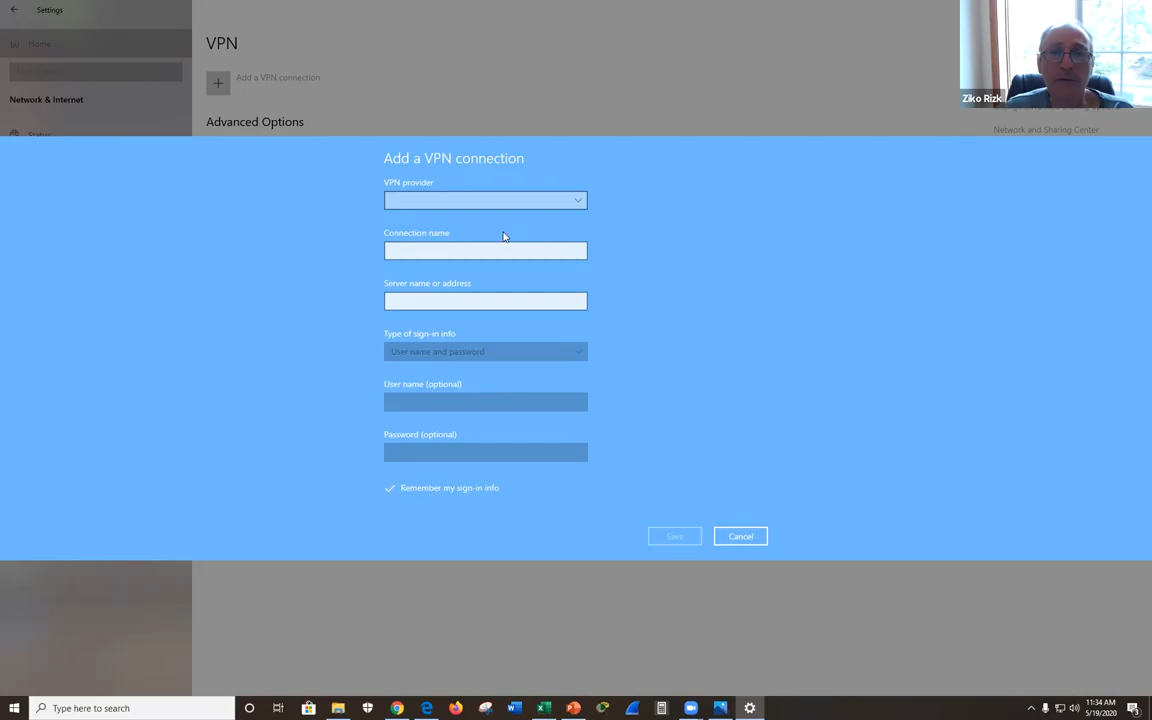 Settings
Home
VPN
Add a VPN connection
Network & Internet
Advanced Options
Status
Ziko Rizk
Network and Sharing Center
Add a VPN connection
VPN provider
Connection name
Server name or address
Type of sign-in info
User name and password
User name (optional)
Password (optional)
Remember my sign-in info
Save
Cancel
Type here to search
11:34 AM
5/19/2020
3